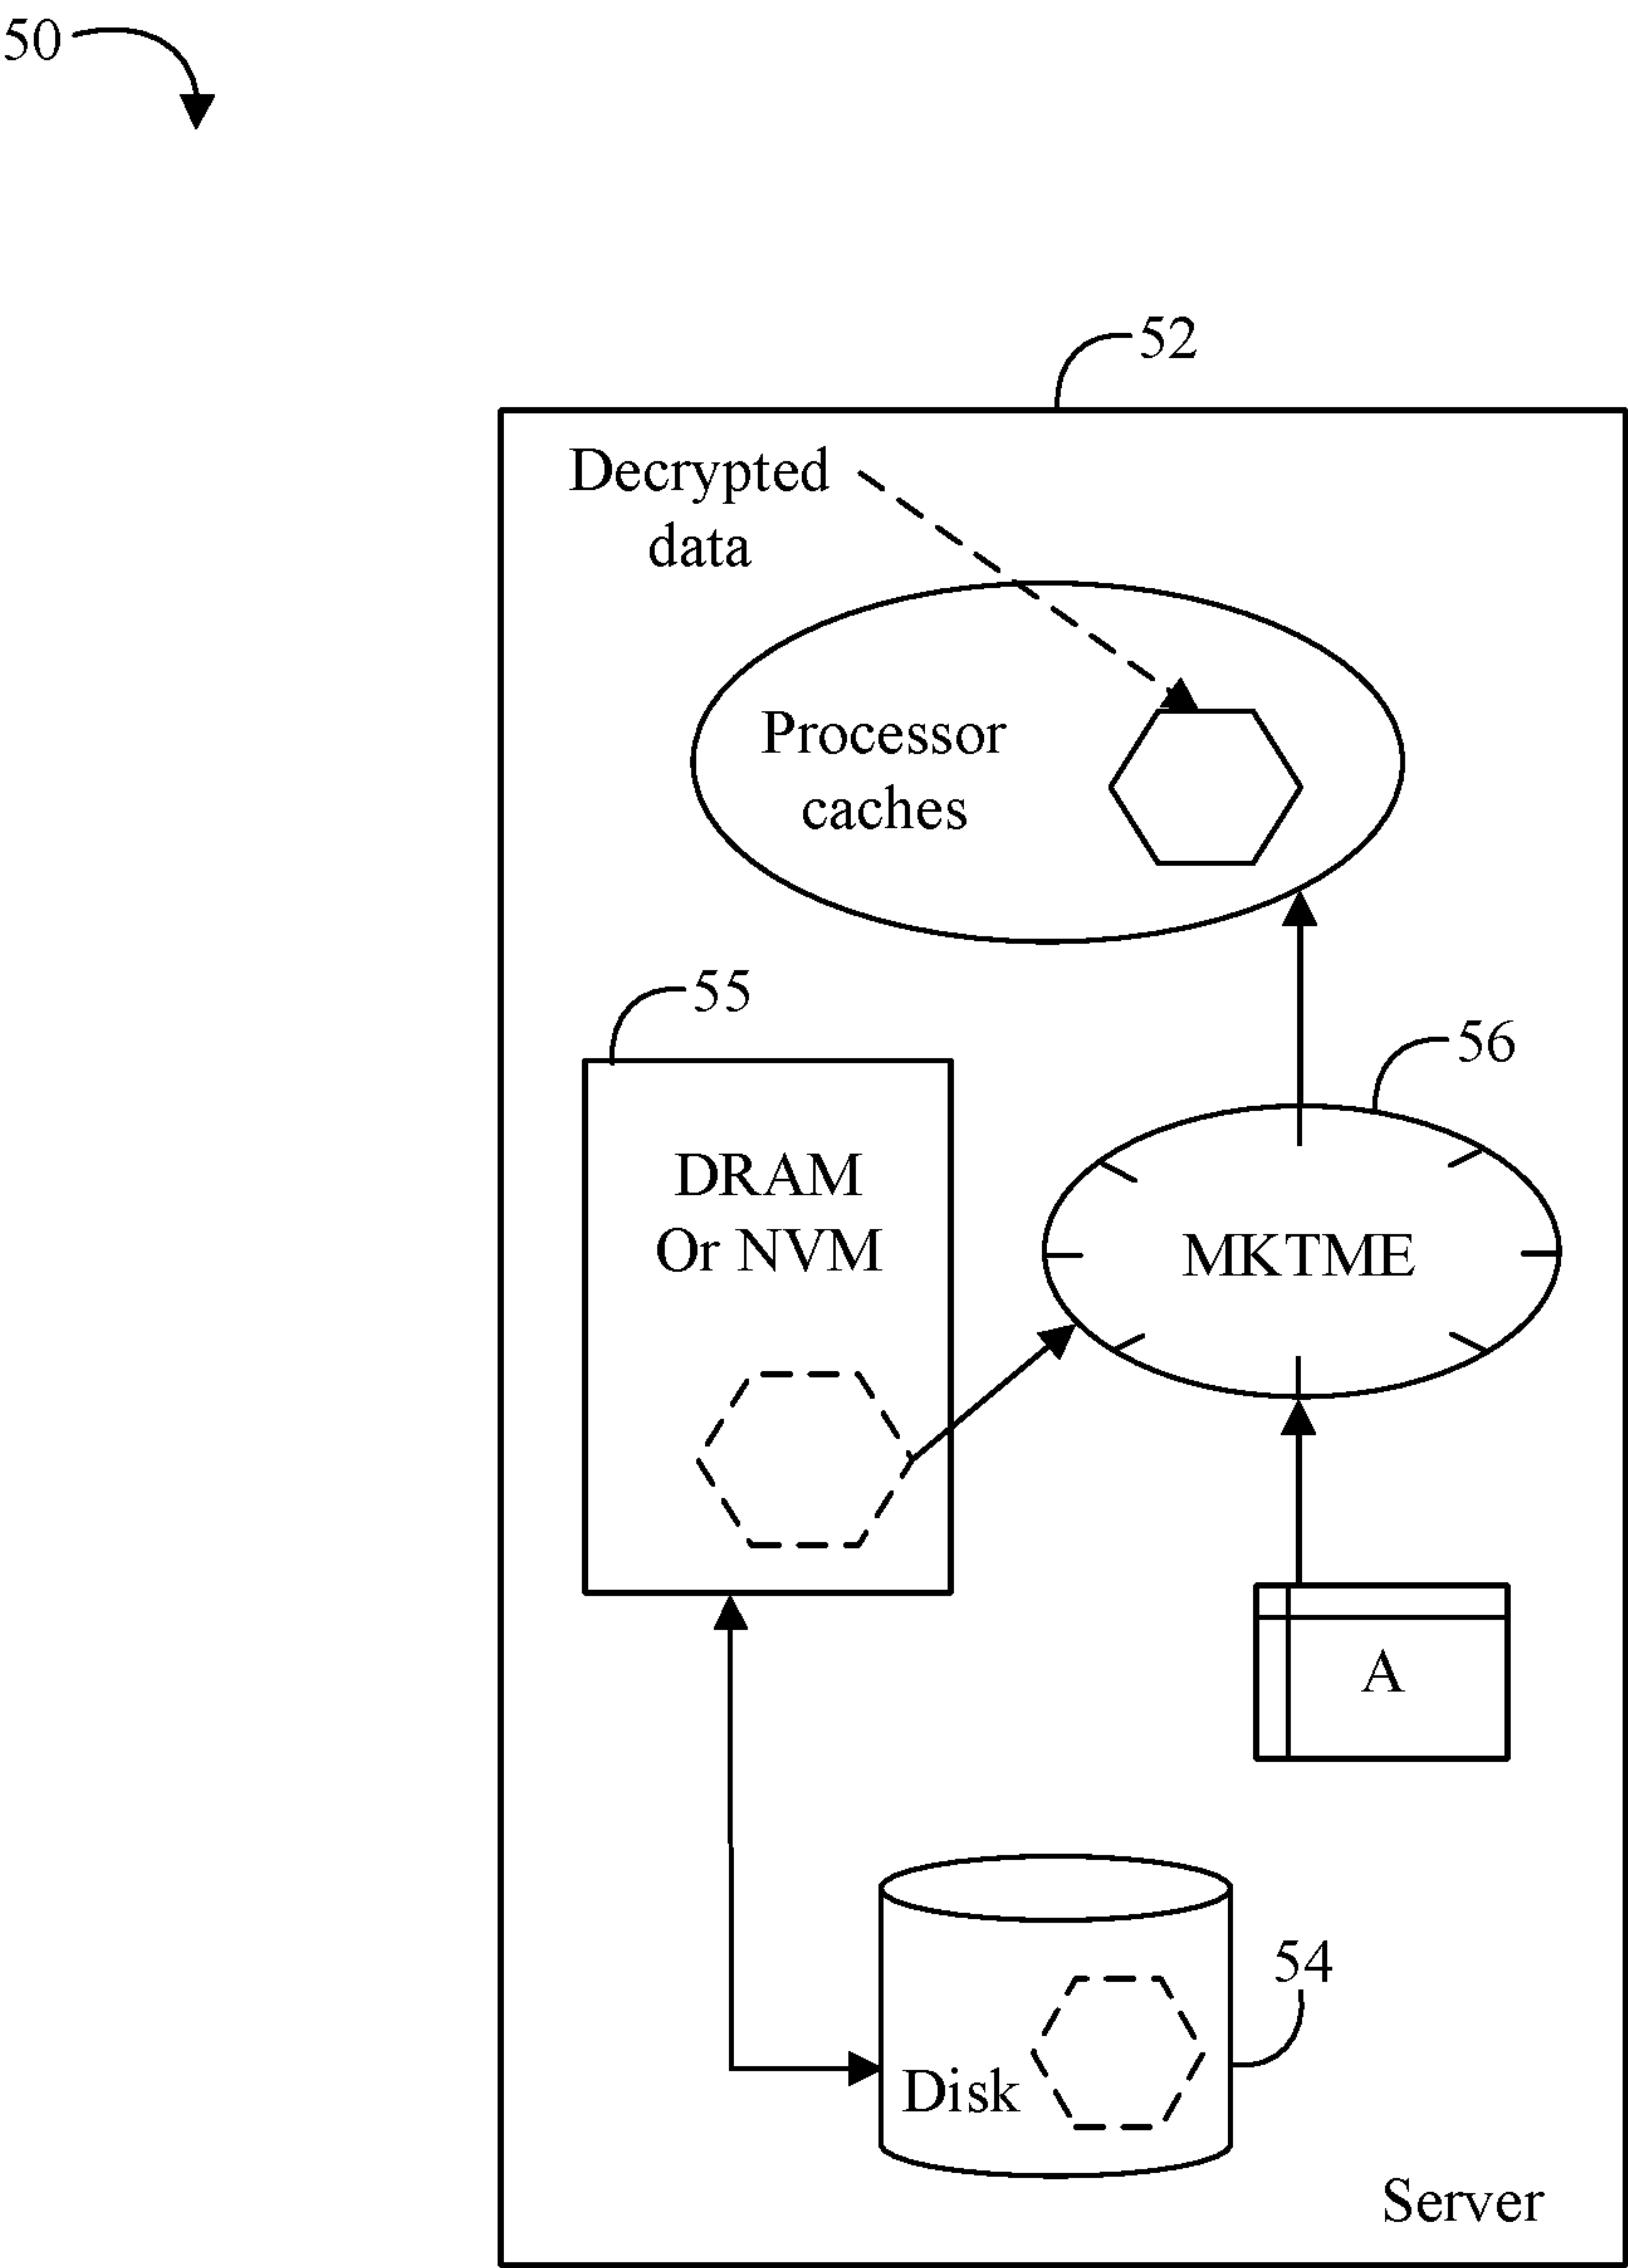 50
52
Decrypted
data
Processor
caches
55
56
DRAM
Or NVM
MKTME
A
54
Disk
Server